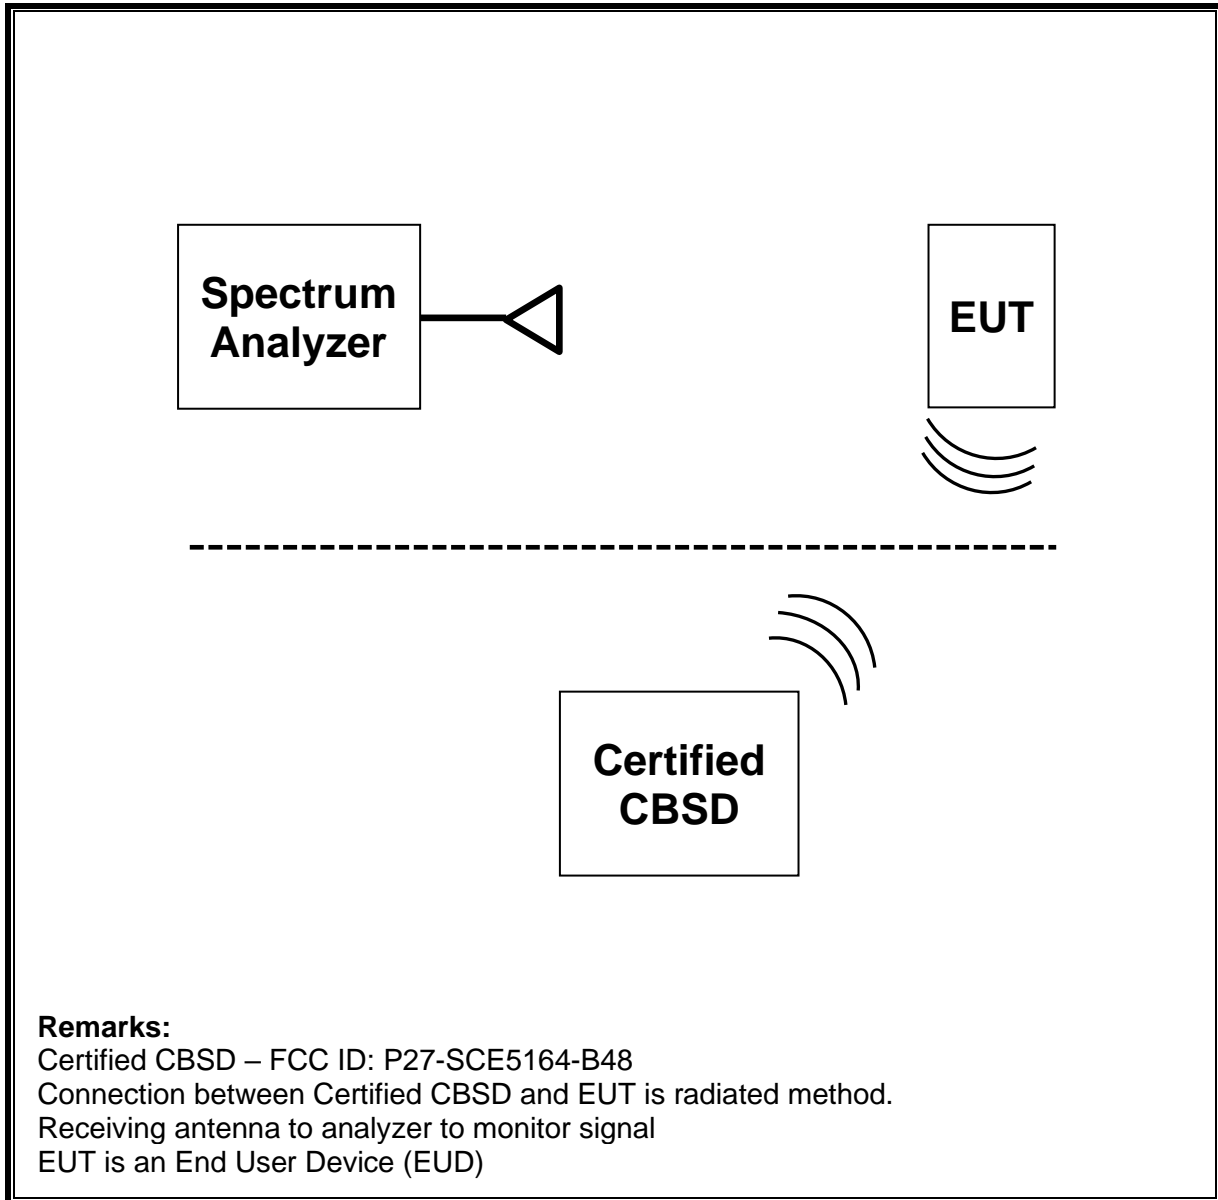 Spectrum
Analyzer
EUT
Certified
CBSD
Remarks:
Certified CBSD – FCC ID: P27-SCE5164-B48
Connection between Certified CBSD and EUT is radiated method.
Receiving antenna to analyzer to monitor signal
EUT is an End User Device (EUD)